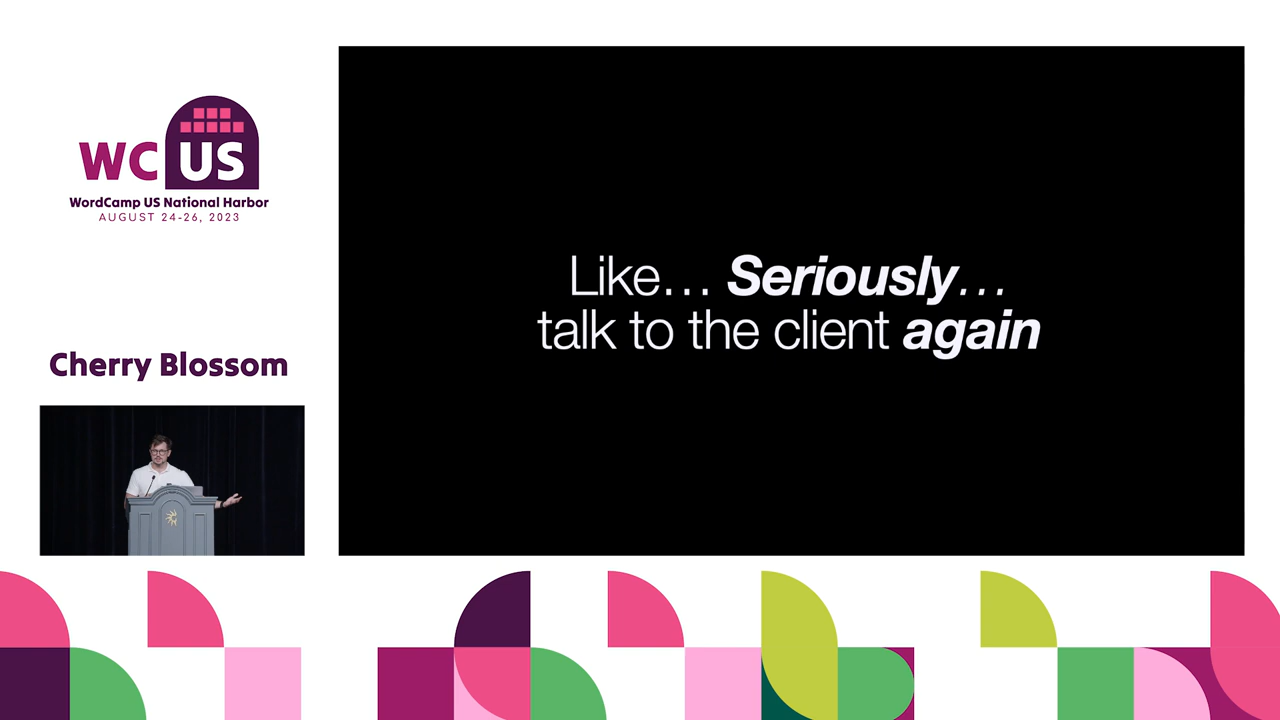 WC US
WordCamp US National Harbor
AUGUST 24-26, 2023
Like… Seriously…
talk to the client again
Cherry Blossom